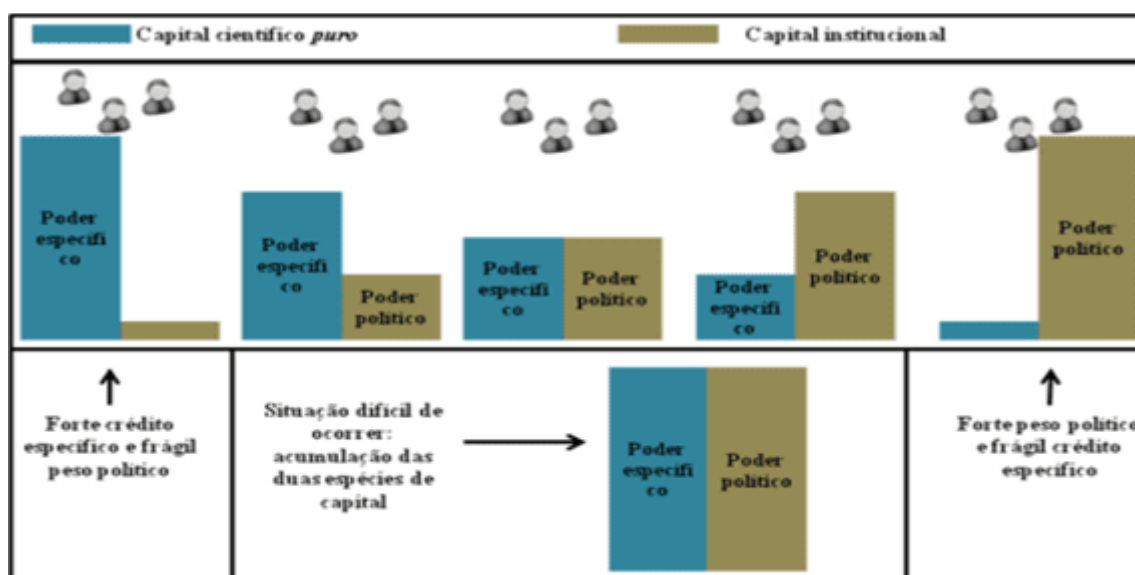 Capital científico puro
Capital institucional
Poder
específi
co
Poder
específi
co
Poder
político
Poder
específi
co
Poder
político
Poder
específi
co
Poder
político
Poder
político
Forte crédito
específico e frágil
peso político
Situação difícil de
ocorrer:
acumulação das
duas espécies de
capital
Poder
específi
co
Poder
político
Forte peso político
e frágil crédito
específico